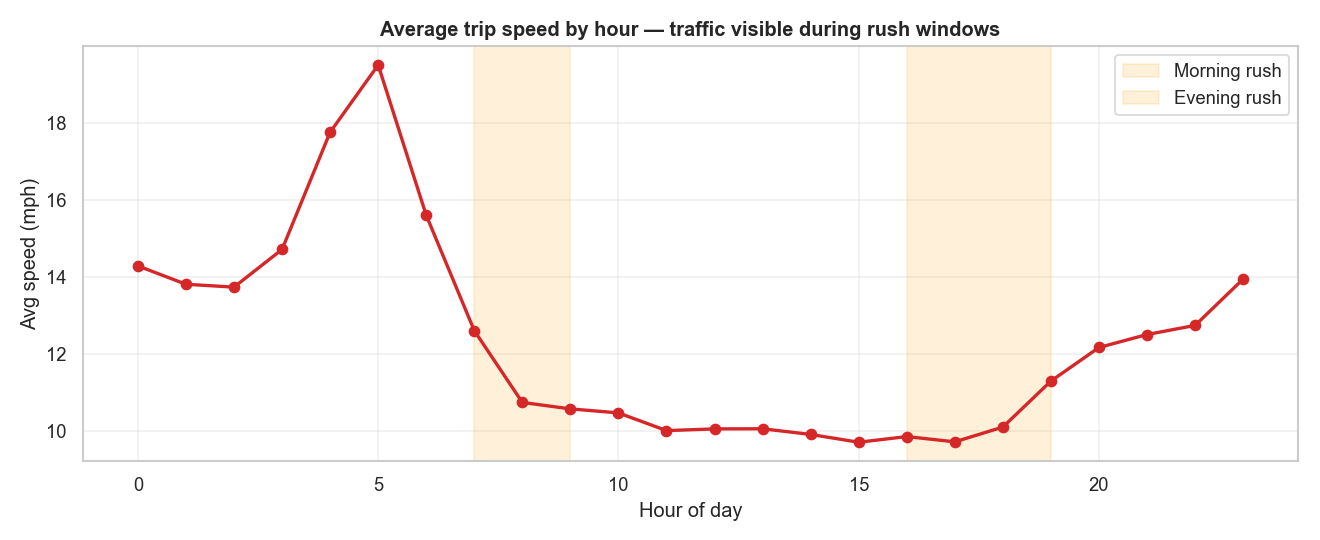 Average trip speed by hour — traffic visible during rush windows
Morning rush
Evening rush
Avg speed (mph)
18
16
14
12
10
0 5 10 15 20
Hour of day